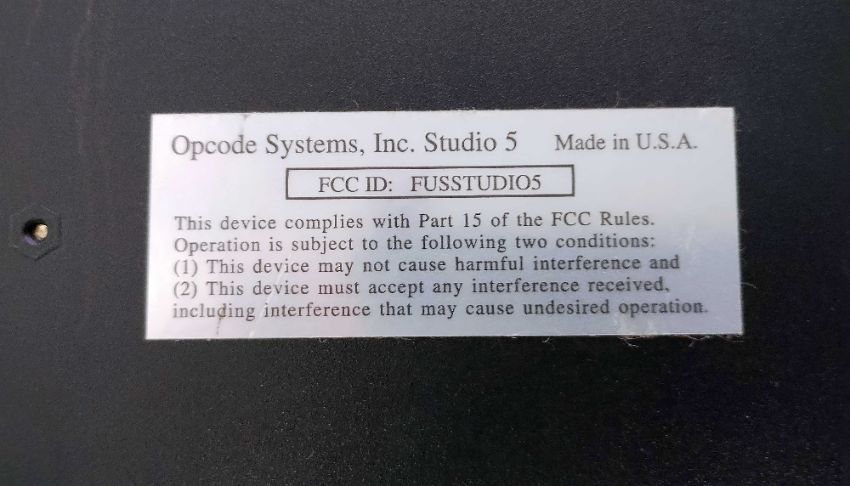 Opcode Systems, Inc. Studio 5 Made in U.S.A.
FCC ID: FUSSTUDIO5
This device complies with Part 15 of the FCC Rules.
Operation is subject to the following two conditions:
(1) This device may not cause harmful interference and
(2) This device must accept any interference received,
including interference that may cause undesired operation.